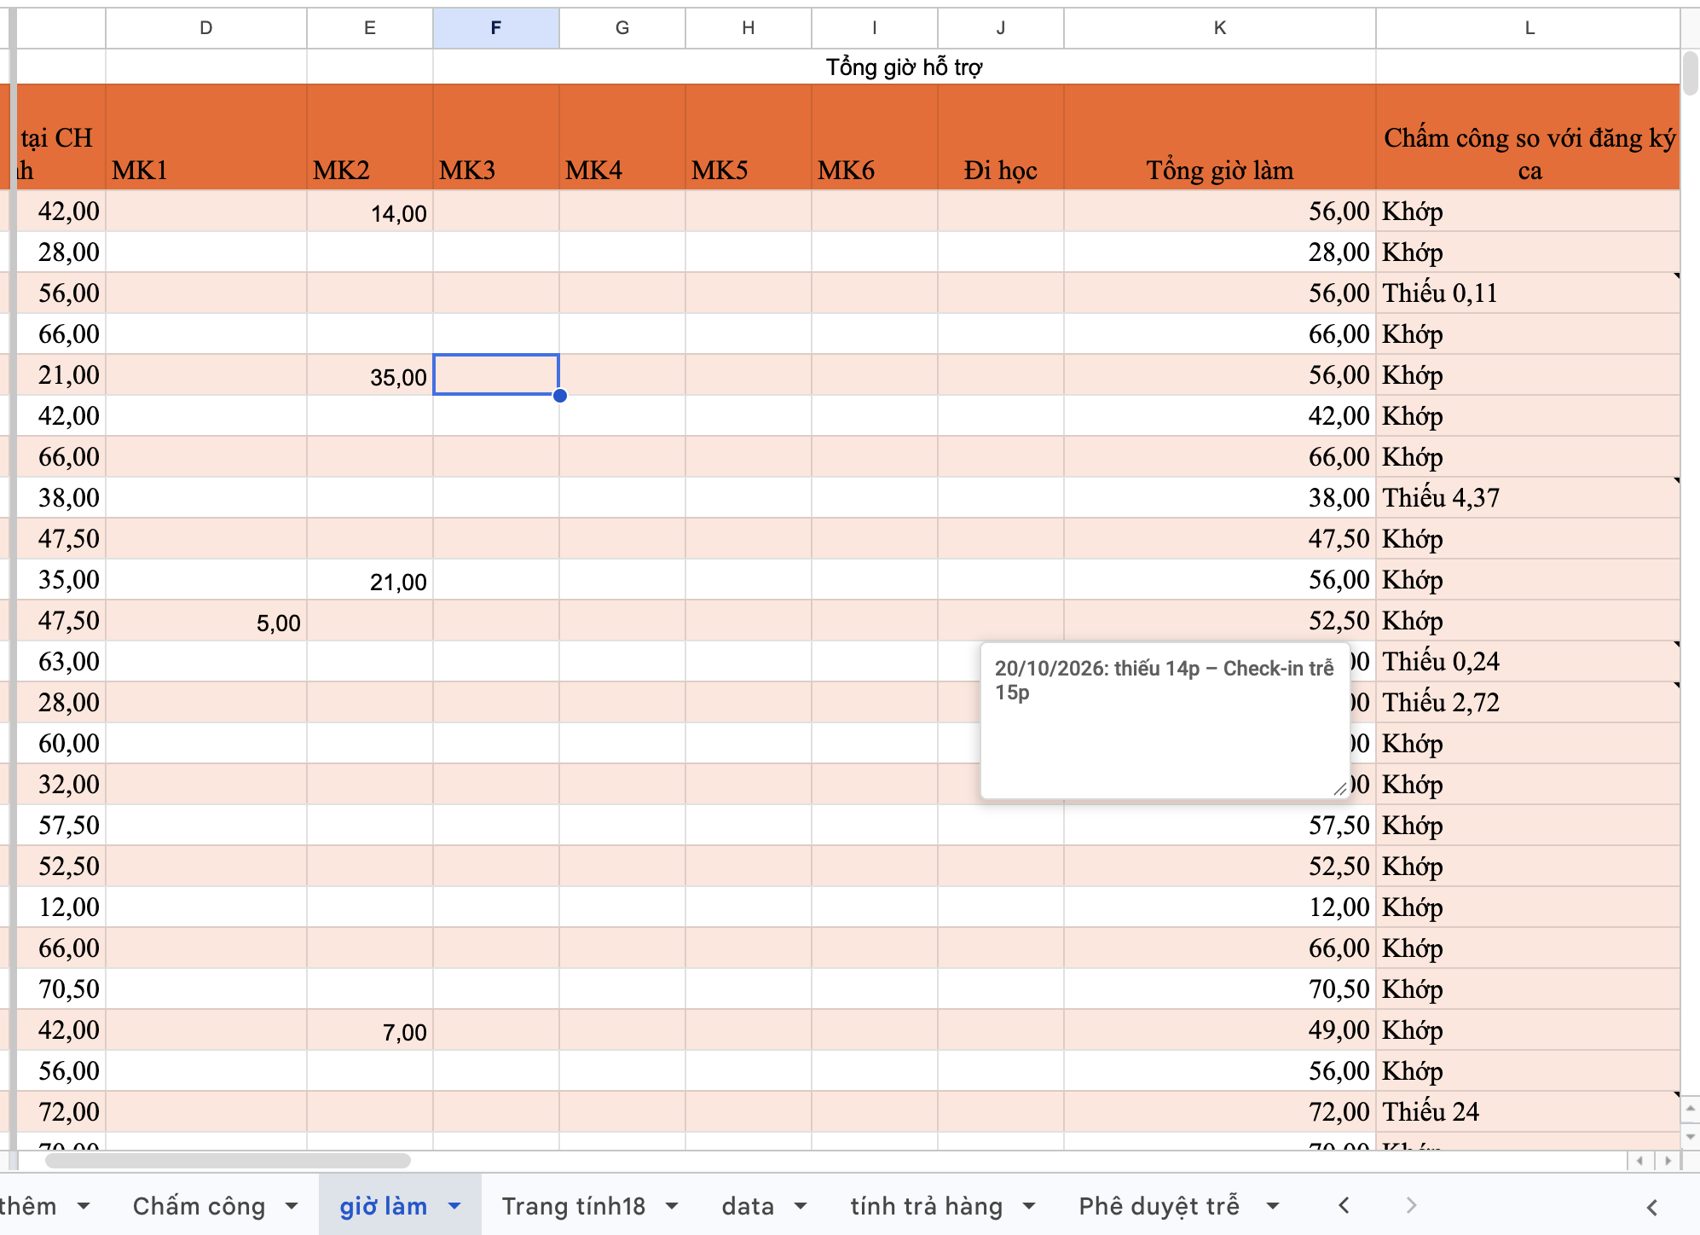 D E F G H I J K L
Tổng giờ hỗ trợ
tại CH MK1 MK2 MK3 MK4 MK5 MK6 Đi học Tổng giờ làm Chấm công so với đăng ký ca
42,00 14,00 56,00 Khớp
28,00 28,00 Khớp
56,00 56,00 Thiếu 0,11
66,00 66,00 Khớp
21,00 35,00 56,00 Khớp
42,00 42,00 Khớp
66,00 66,00 Khớp
38,00 38,00 Thiếu 4,37
47,50 47,50 Khớp
35,00 21,00 56,00 Khớp
47,50 5,00 52,50 Khớp
63,00 Thiếu 0,24
28,00 Thiếu 2,72
60,00 Khớp
32,00 Khớp
20/10/2026: thiếu 14p – Check-in trễ
15p
57,50 57,50 Khớp
52,50 52,50 Khớp
12,00 12,00 Khớp
66,00 66,00 Khớp
70,50 70,50 Khớp
42,00 7,00 49,00 Khớp
56,00 56,00 Khớp
72,00 72,00 Thiếu 24
thêm Chấm công giờ làm Trang tính18 data tính trả hàng Phê duyệt trễ